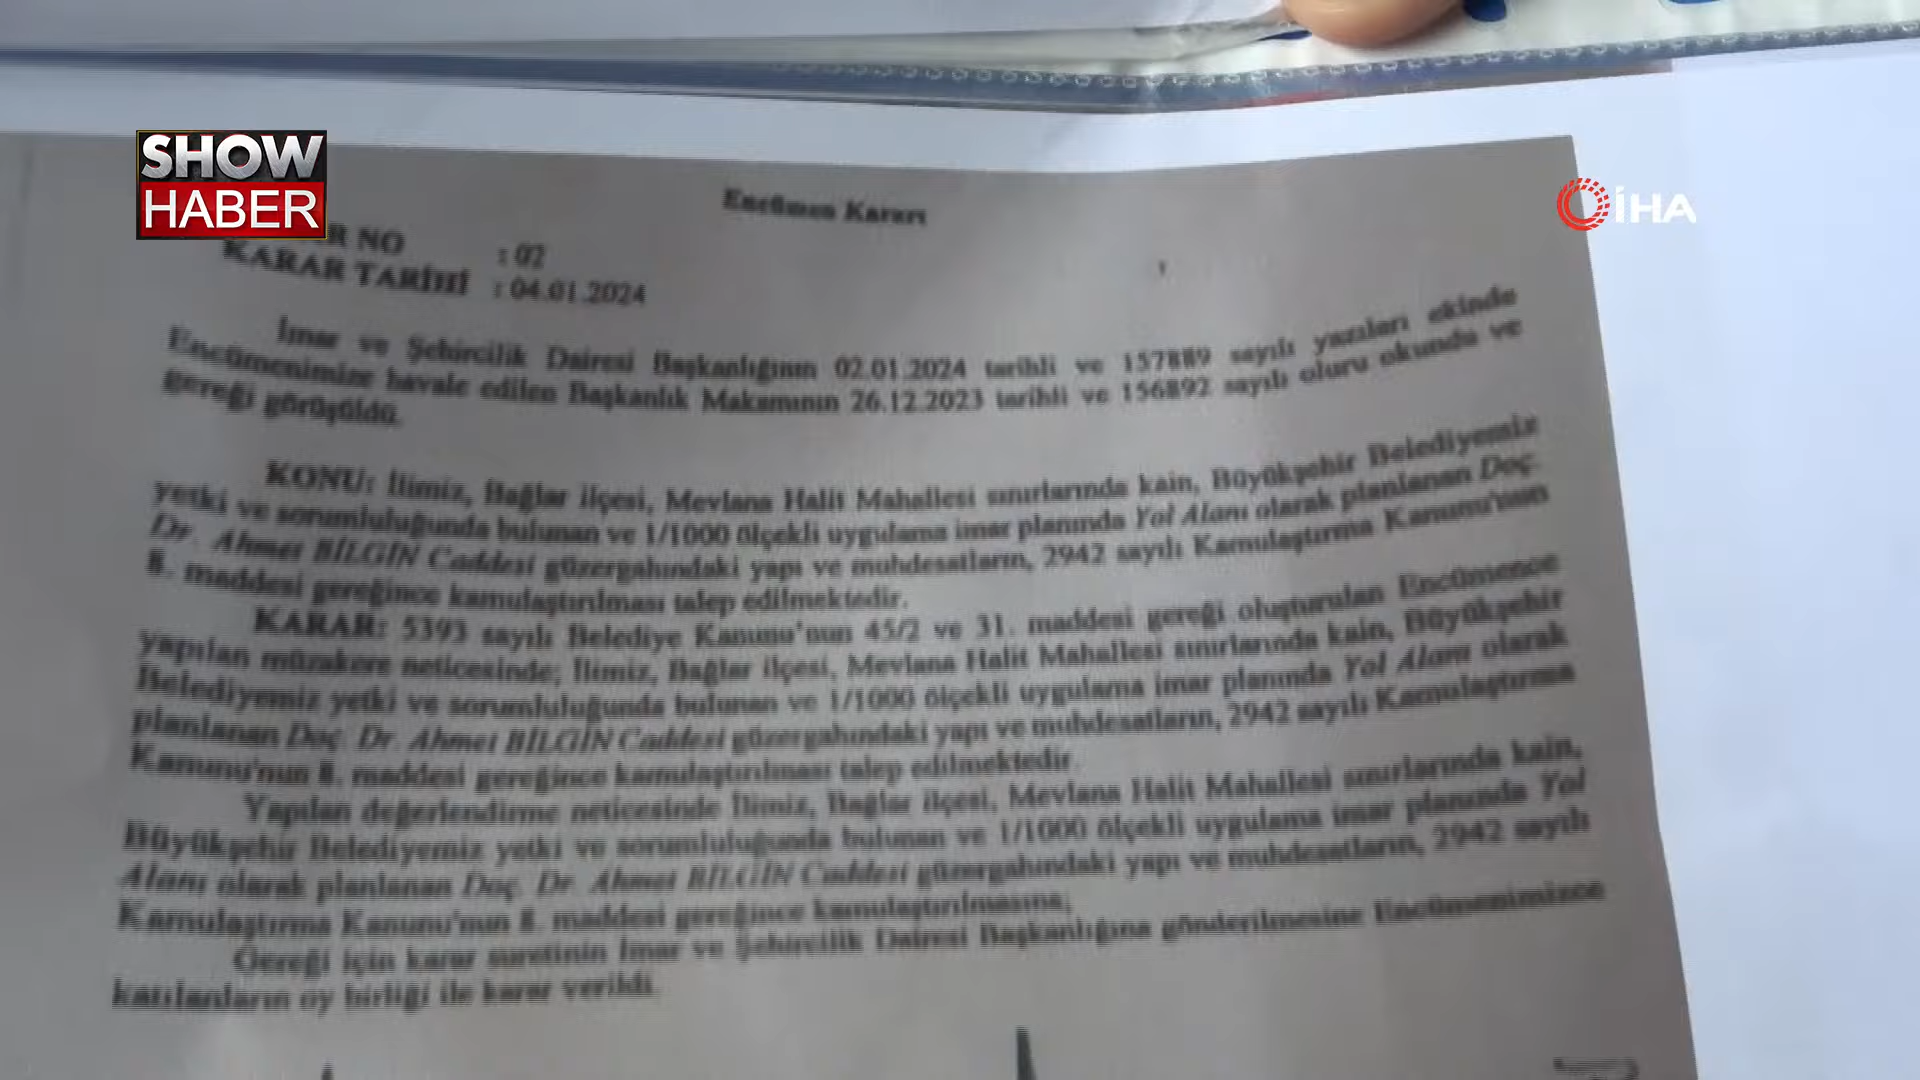 SHOW
HABER
İHA
Encümen Kararı
AR NO : 02
KARAR TARİHİ : 04.01.2024
İmar ve Şehircilik Dairesi Başkanlığının 02.01.2024 tarihli ve 157889 sayılı yazıları ekinde
Encümenimize havale edilen Başkanlık Makamının 26.12.2023 tarihli ve 156892 sayılı oluru okundu ve
gereği görüşüldü.
KONU: İlimiz, Bağlar ilçesi, Mevlana Halit Mahallesi sınırlarında kain, Büyükşehir Belediyemiz
yetki ve sorumluluğunda bulunan ve 1/1000 ölçekli uygulama imar planında Yol Alanı olarak planlanan Doç.
Dr. Ahmet BİLGİN Caddesi güzergahındaki yapı ve muhdesatların, 2942 sayılı Kamulaştırma Kanunu'nun
8. maddesi gereğince kamulaştırılması talep edilmektedir.
KARAR: 5393 sayılı Belediye Kanunu'nun 45/2 ve 31. maddesi gereği oluşturulan Encümence
yapılan müzakere neticesinde; İlimiz, Bağlar ilçesi, Mevlana Halit Mahallesi sınırlarında kain, Büyükşehir
Belediyemiz yetki ve sorumluluğunda bulunan ve 1/1000 ölçekli uygulama imar planında Yol Alanı olarak
planlanan Doç. Dr. Ahmet BİLGİN Caddesi güzergahındaki yapı ve muhdesatların, 2942 sayılı Kamulaştırma
Kanunu'nun 8. maddesi gereğince kamulaştırılması talep edilmektedir.
Yapılan değerlendirme neticesinde İlimiz, Bağlar ilçesi, Mevlana Halit Mahallesi sınırlarında kain,
Büyükşehir Belediyemiz yetki ve sorumluluğunda bulunan ve 1/1000 ölçekli uygulama imar planında Yol
Alanı olarak planlanan Doç. Dr. Ahmet BİLGİN Caddesi güzergahındaki yapı ve muhdesatların, 2942 sayılı
Kamulaştırma Kanunu'nun 8. maddesi gereğince kamulaştırılmasına;
Gereği için karar suretinin İmar ve Şehircilik Dairesi Başkanlığına gönderilmesine Encümenimizce
katılanların oy birliği ile karar verildi.